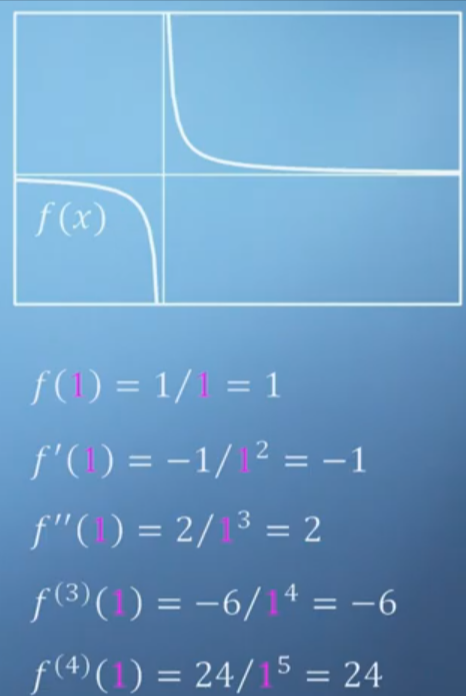 f(x)
f(1) = 1/1 = 1
f′(1) = −1/1² = −1
f″(1) = 2/1³ = 2
f⁽³⁾(1) = −6/1⁴ = −6
f⁽⁴⁾(1) = 24/1⁵ = 24